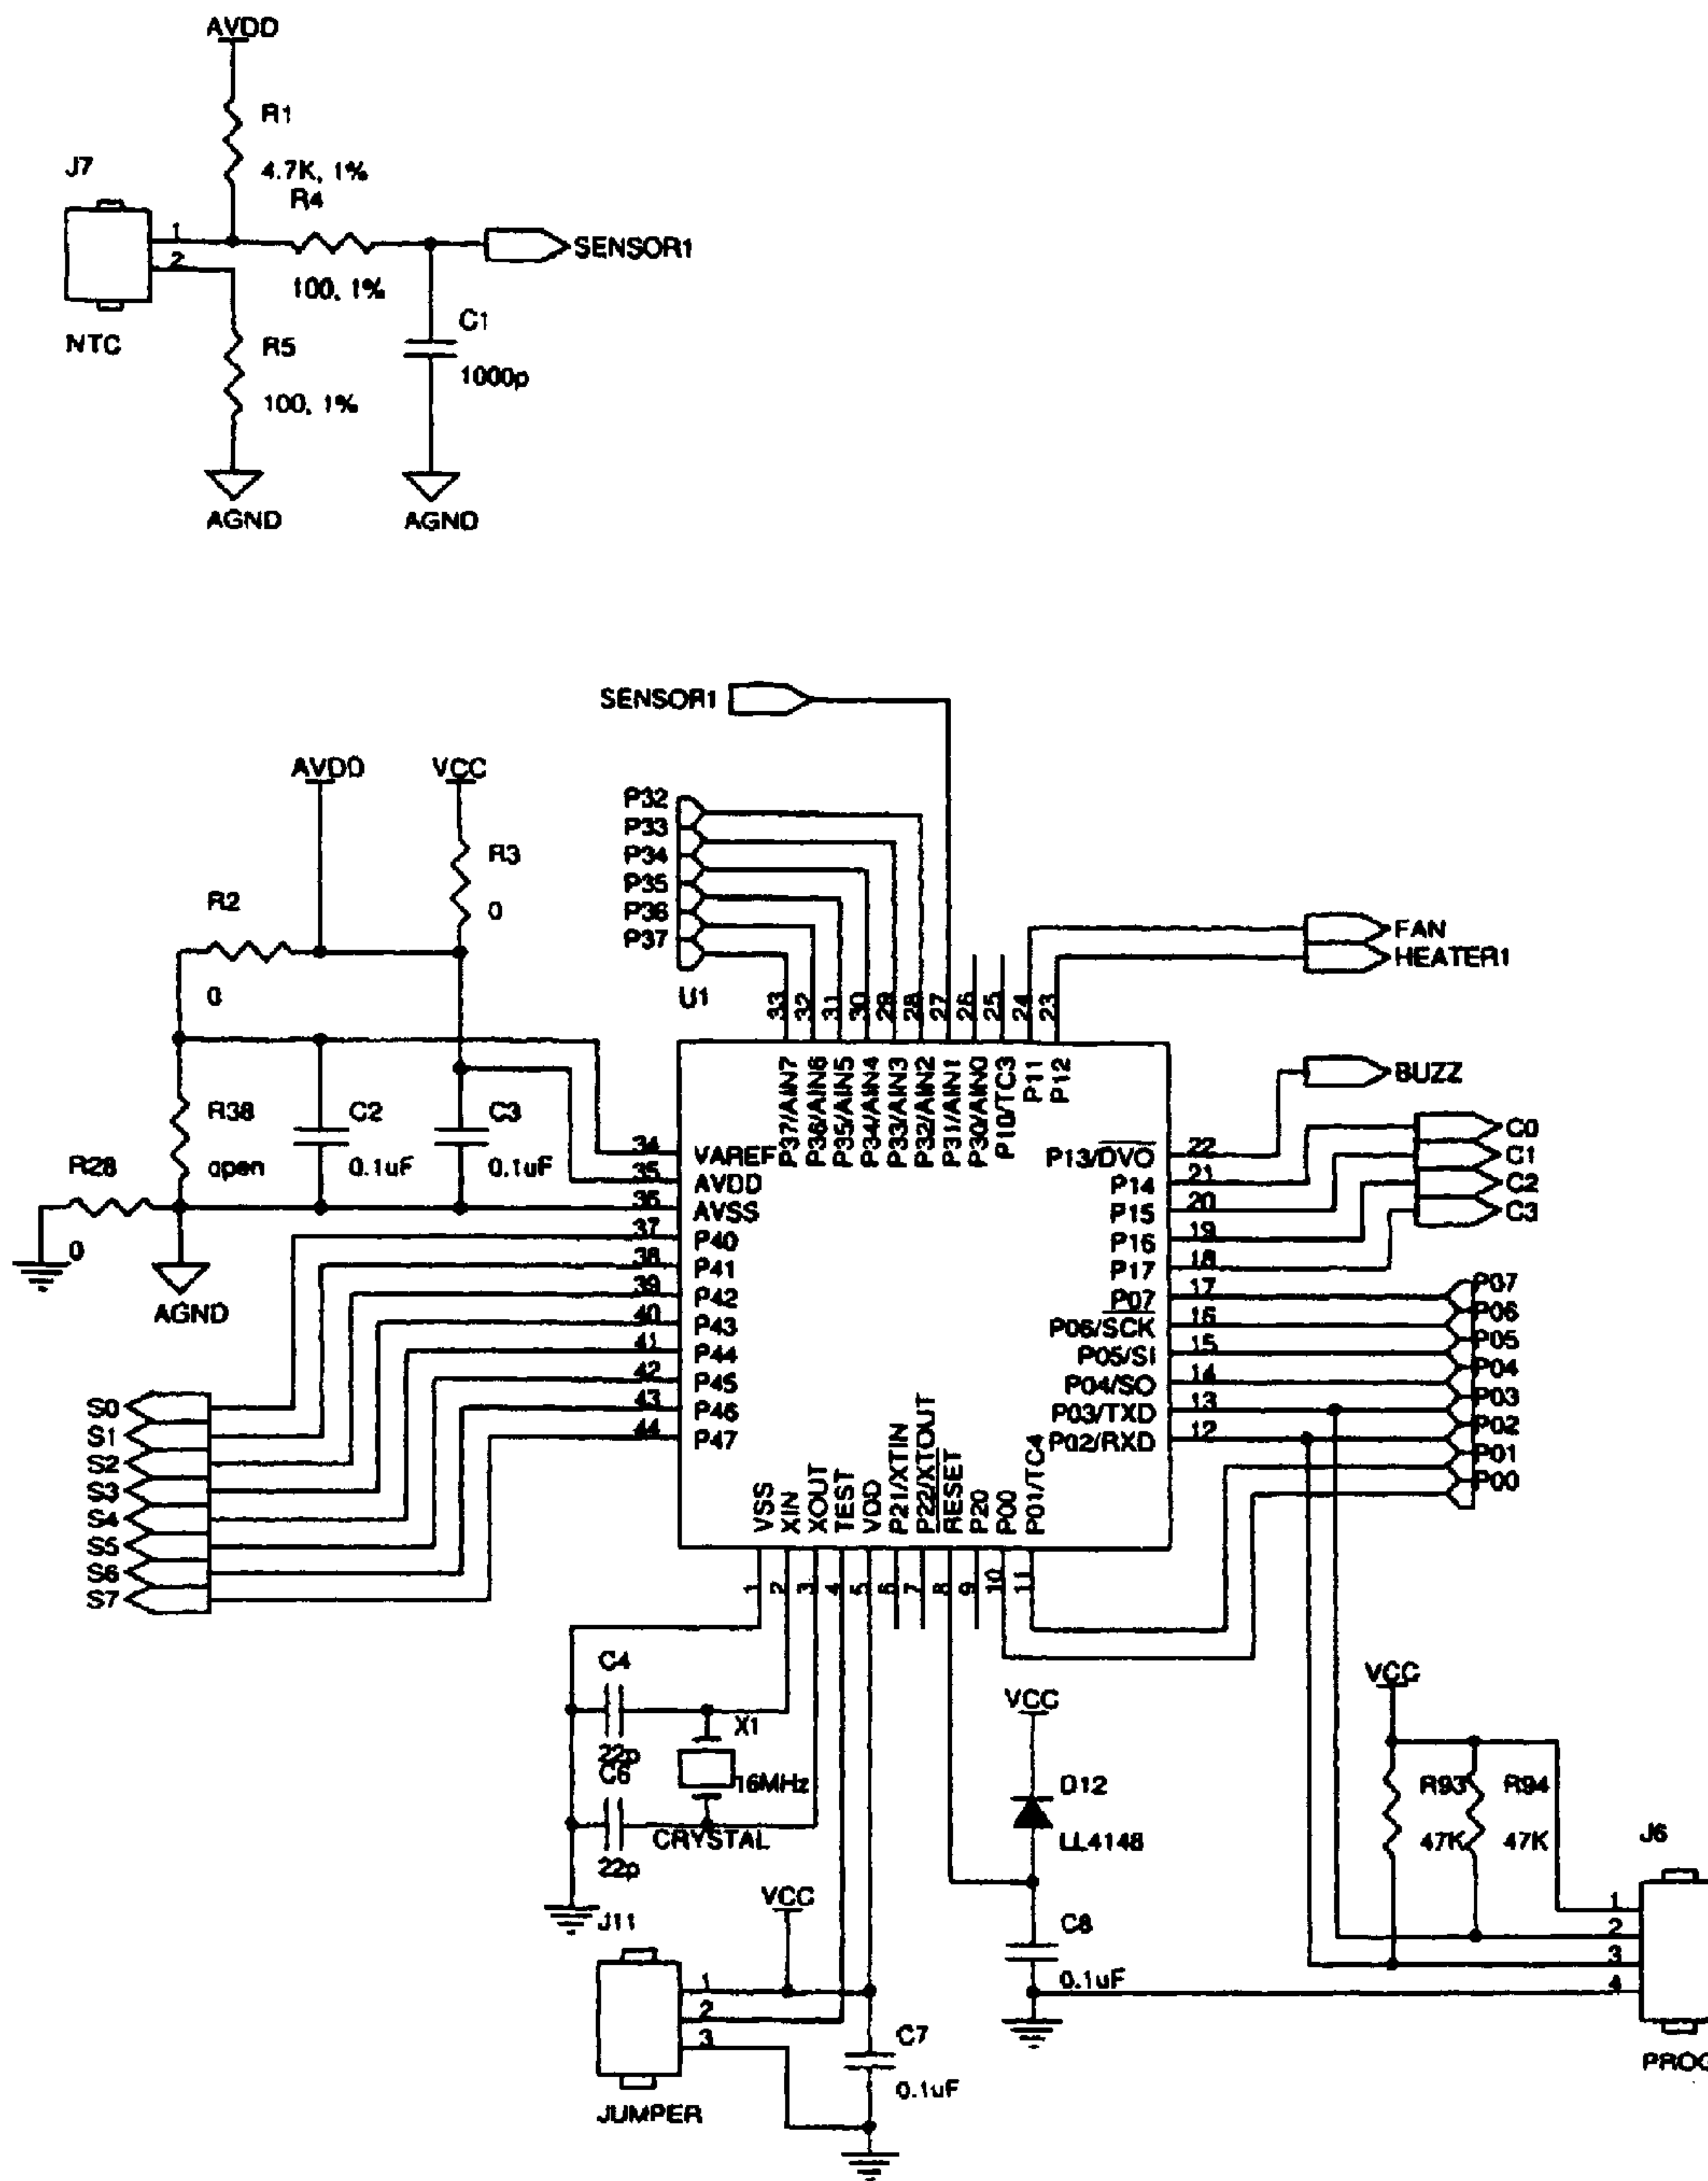 AVDD
R1
4.7K, 1%
J7
R4
1
2
SENSOR1
100, 1%
NTC
R5
100, 1%
C1
1000p
AGND
AGND
SENSOR1
AVDD
VCC
P32
P33
P34
P35
P36
P37
R3
0
R2
0
FAN
HEATER1
U1
33
32
31
30
29
28
27
26
25
24
23
P37/AIN7
P36/AIN6
P35/AIN5
P34/AIN4
P33/AIN3
P32/AIN2
P31/AIN1
P30/AIN0
P10/TC3
P11
P12
BUZZ
R38
open
C2
0.1uF
C3
0.1uF
R28
0
AGND
34 VAREF
35 AVDD
36 AVSS
37 P40
38 P41
39 P42
40 P43
41 P44
42 P45
43 P46
44 P47
P13/DVO 22
P14 21
P15 20
P16 19
P17 18
P07 17
P06/SCK 16
P05/SI 15
P04/SO 14
P03/TXD 13
P02/RXD 12
C0
C1
C2
C3
P07
P06
P05
P04
P03
P02
P01
P00
S0
S1
S2
S3
S4
S5
S6
S7
VSS
XIN
XOUT
TEST
VDD
P21/XTIN
P22/XTOUT
RESET
P20
P00
P01/TC4
1
2
3
4
5
6
7
8
9
10
11
C4
22p
C6
22p
X1
16MHz
CRYSTAL
VCC
D12
LL4148
C8
0.1uF
VCC
R93
47K
R94
47K
J6
1
2
3
4
PROG
J11
VCC
1
2
3
JUMPER
C7
0.1uF